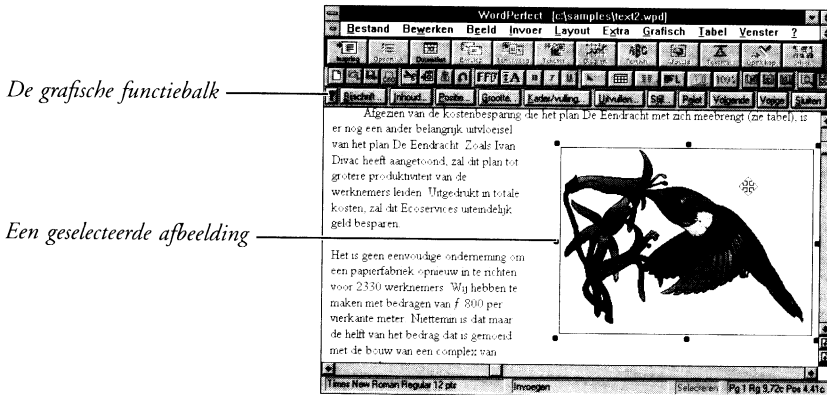 WordPerfect [c:\samples\text2.wpd]
Bestand Bewerken Beeld Invoer Layout Extra Grafisch Tabel Venster ?
De grafische functiebalk
Bijschrift... Inhoud... Positie... Grootte... Kader/vulling... Uitvullen... Stijl... Palet Volgende Vorige Sluiten
Afgezien van de kostenbesparing die het plan De Eendracht met zich meebrengt (zie tabel), is
er nog een ander belangrijk uitvloeisel
van het plan De Eendracht. Zoals Ivan
Divac heeft aangetoond, zal dit plan tot
grotere produktiviteit van de
werknemers leiden. Uitgedrukt in totale
kosten, zal dit Ecoservices uiteindelijk
geld besparen.
Een geselecteerde afbeelding
Het is geen eenvoudige onderneming om
een papierfabriek opnieuw in te richten
voor 2330 werknemers. Wij hebben te
maken met bedragen van ƒ 800 per
vierkante meter. Niettemin is dat maar
de helft van het bedrag dat is gemoeid
met de bouw van een complex van
Times New Roman Regular 12 pts Invoegen Selecteren Pg 1 Rg 9,72c Pos 4,41c